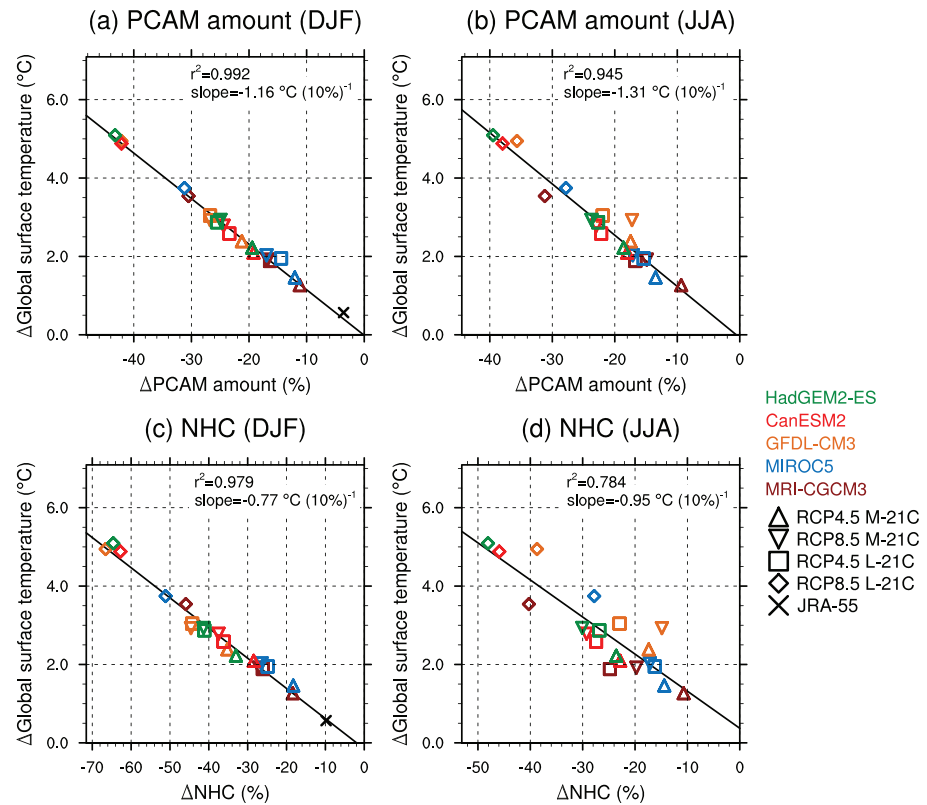 (a) PCAM amount (DJF)
r²=0.992
slope=-1.16 °C (10%)⁻¹
ΔGlobal surface temperature (°C)
6.0
4.0
2.0
0.0
-40 -30 -20 -10 0
ΔPCAM amount (%)
(b) PCAM amount (JJA)
r²=0.945
slope=-1.31 °C (10%)⁻¹
ΔGlobal surface temperature (°C)
6.0
4.0
2.0
0.0
-40 -30 -20 -10 0
ΔPCAM amount (%)
(c) NHC (DJF)
r²=0.979
slope=-0.77 °C (10%)⁻¹
ΔGlobal surface temperature (°C)
6.0
4.0
2.0
0.0
-70 -60 -50 -40 -30 -20 -10 0
ΔNHC (%)
(d) NHC (JJA)
r²=0.784
slope=-0.95 °C (10%)⁻¹
ΔGlobal surface temperature (°C)
6.0
4.0
2.0
0.0
-50 -40 -30 -20 -10 0
ΔNHC (%)
HadGEM2-ES
CanESM2
GFDL-CM3
MIROC5
MRI-CGCM3
RCP4.5 M-21C
RCP8.5 M-21C
RCP4.5 L-21C
RCP8.5 L-21C
JRA-55